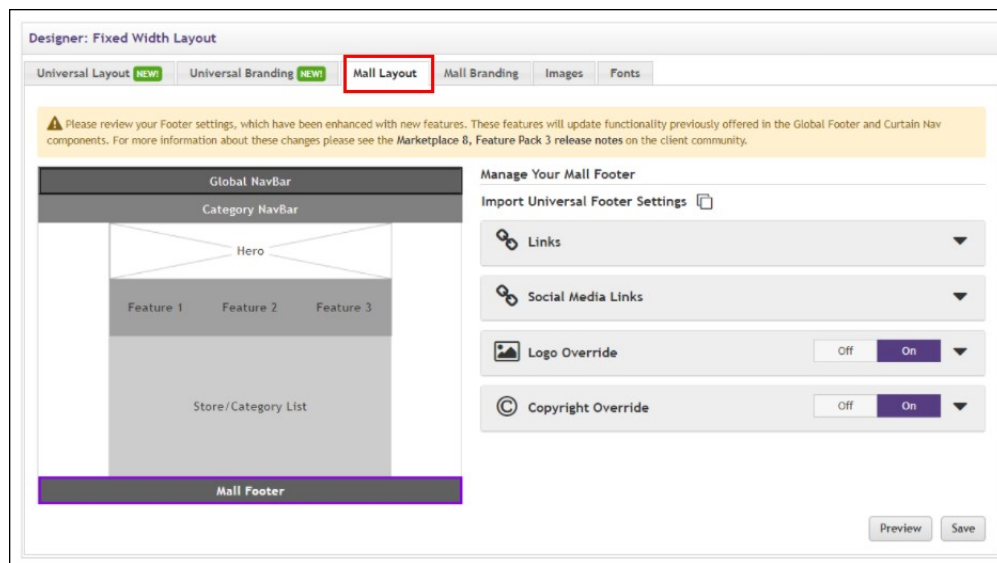 Designer: Fixed Width Layout
Universal Layout NEW! Universal Branding NEW! Mall Layout Mall Branding Images Fonts
Please review your Footer settings, which have been enhanced with new features. These features will update functionality previously offered in the Global Footer and Curtain Nav
components. For more information about these changes please see the Marketplace 8, Feature Pack 3 release notes on the client community.
Global NavBar
Category NavBar
Hero
Feature 1 Feature 2 Feature 3
Store/Category List
Mall Footer
Manage Your Mall Footer
Import Universal Footer Settings
Links
Social Media Links
Logo Override Off On
Copyright Override Off On
Preview Save